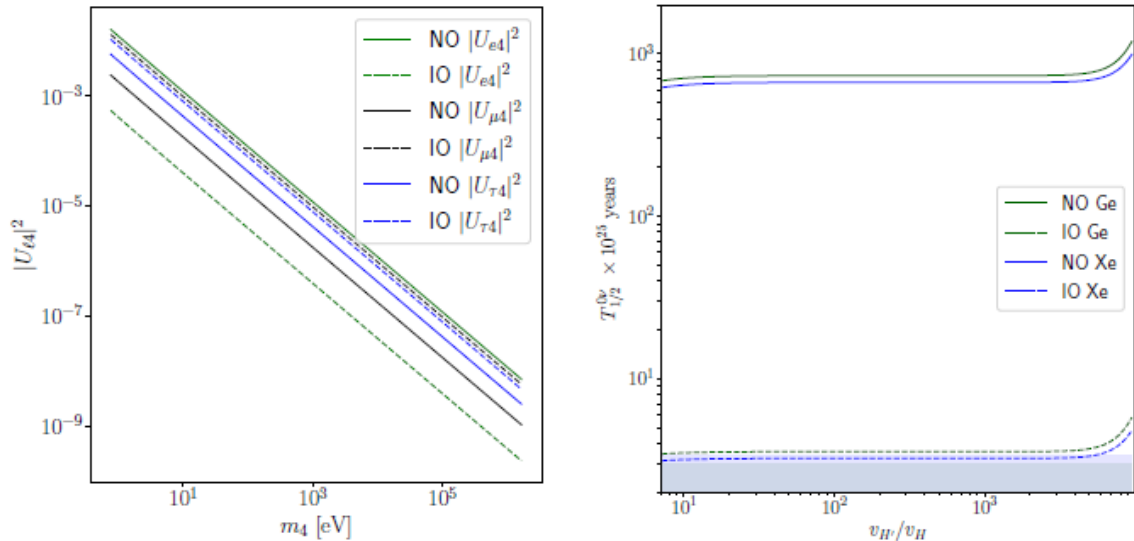 NO |U_{e4}|^2
IO |U_{e4}|^2
NO |U_{μ4}|^2
IO |U_{μ4}|^2
NO |U_{τ4}|^2
IO |U_{τ4}|^2
|U_{ℓ4}|^2
10^{-3}
10^{-5}
10^{-7}
10^{-9}
10^1
10^3
10^5
m_4 [eV]
T^{0ν}_{1/2} × 10^{25} years
10^3
10^2
10^1
NO Ge
IO Ge
NO Xe
IO Xe
10^1
10^2
10^3
v_{H'}/v_H